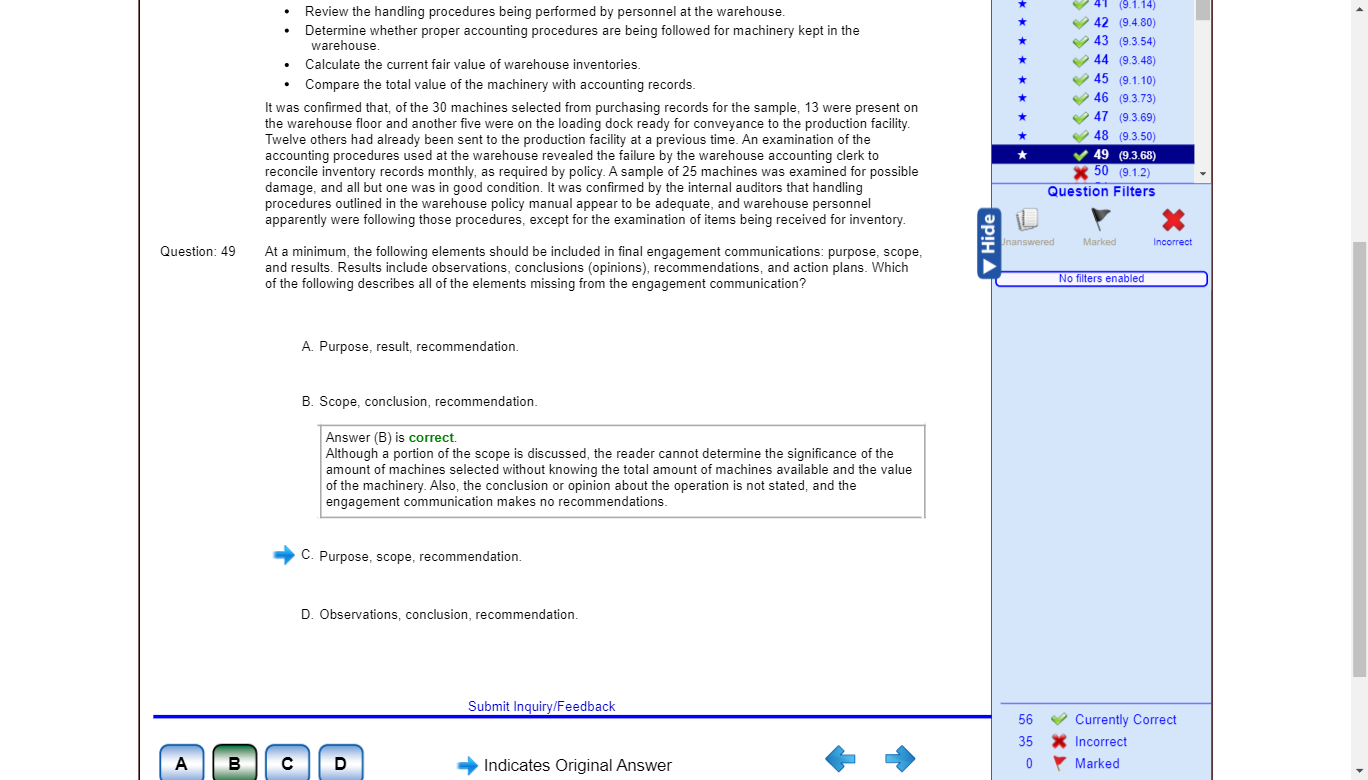 • Review the handling procedures being performed by personnel at the warehouse.
• Determine whether proper accounting procedures are being followed for machinery kept in the
warehouse.
• Calculate the current fair value of warehouse inventories.
• Compare the total value of the machinery with accounting records.
It was confirmed that, of the 30 machines selected from purchasing records for the sample, 13 were present on
the warehouse floor and another five were on the loading dock ready for conveyance to the production facility.
Twelve others had already been sent to the production facility at a previous time. An examination of the
accounting procedures used at the warehouse revealed the failure by the warehouse accounting clerk to
reconcile inventory records monthly, as required by policy. A sample of 25 machines was examined for possible
damage, and all but one was in good condition. It was confirmed by the internal auditors that handling
procedures outlined in the warehouse policy manual appear to be adequate, and warehouse personnel
apparently were following those procedures, except for the examination of items being received for inventory.
Question: 49 At a minimum, the following elements should be included in final engagement communications: purpose, scope,
and results. Results include observations, conclusions (opinions), recommendations, and action plans. Which
of the following describes all of the elements missing from the engagement communication?
A. Purpose, result, recommendation.
B. Scope, conclusion, recommendation.
Answer (B) is correct.
Although a portion of the scope is discussed, the reader cannot determine the significance of the
amount of machines selected without knowing the total amount of machines available and the value
of the machinery. Also, the conclusion or opinion about the operation is not stated, and the
engagement communication makes no recommendations.
C. Purpose, scope, recommendation.
D. Observations, conclusion, recommendation.
Submit Inquiry/Feedback
A B C D
Indicates Original Answer
41 (9.1.14)
42 (9.4.80)
43 (9.3.54)
44 (9.3.48)
45 (9.1.10)
46 (9.3.73)
47 (9.3.69)
48 (9.3.50)
49 (9.3.68)
50 (9.1.2)
Question Filters
Hide
Unanswered Marked Incorrect
No filters enabled
56 Currently Correct
35 Incorrect
0 Marked